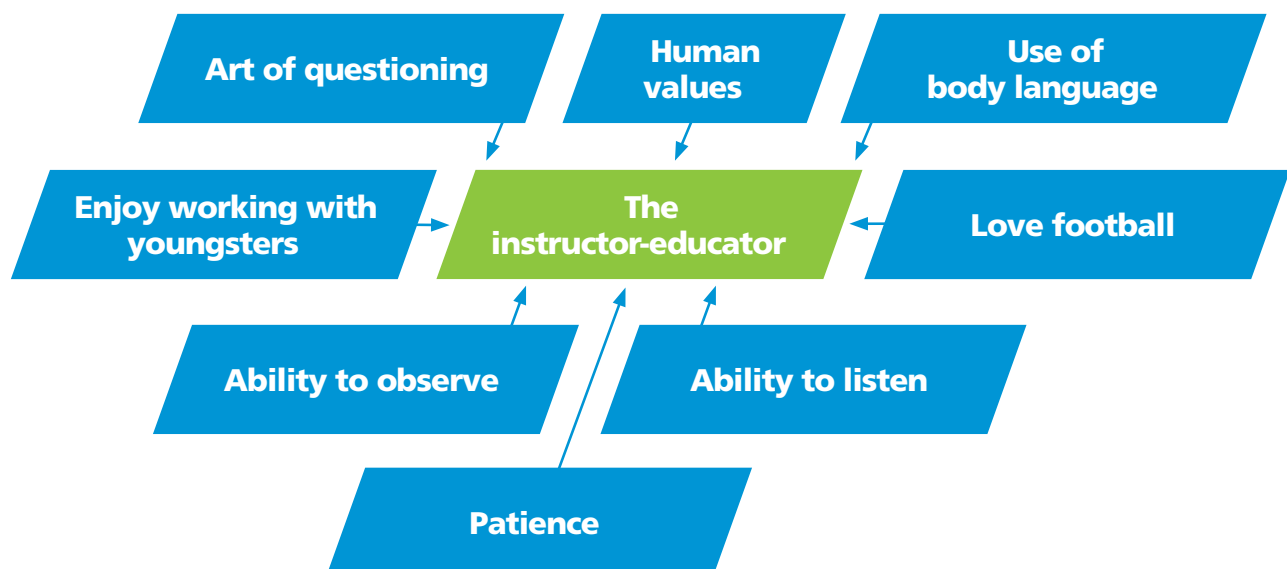 Art of questioning
Human
values
Use of
body language
Enjoy working with
youngsters
The
instructor-educator
Love football
Ability to observe
Ability to listen
Patience